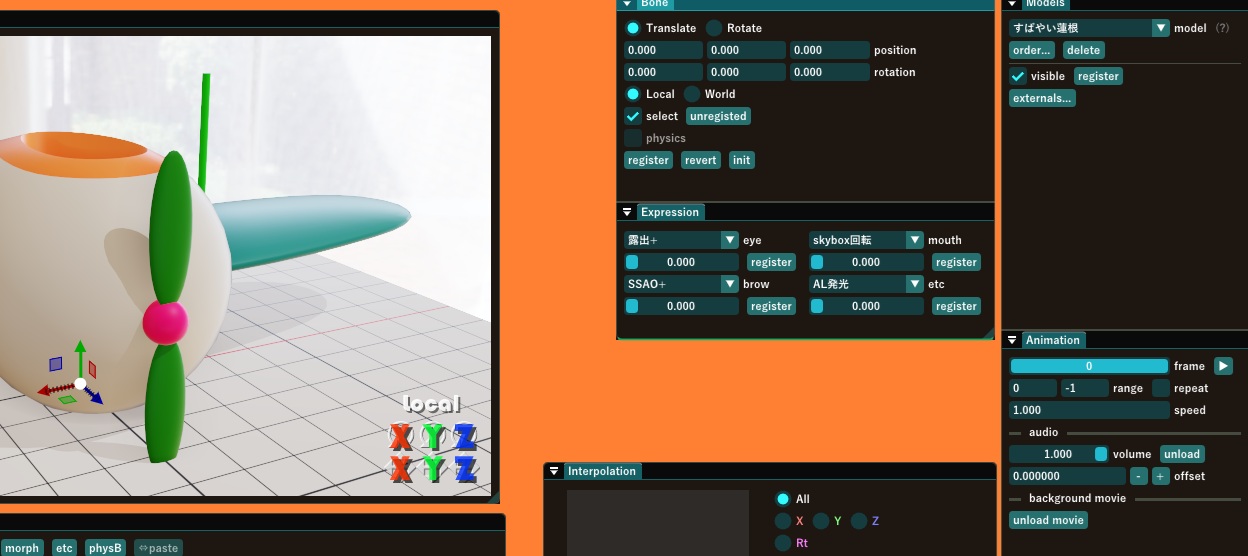 Bone
Translate Rotate
0.000 0.000 0.000 position
0.000 0.000 0.000 rotation
Local World
select unregisted
physics
register revert init
Expression
露出+ eye skybox回転 mouth
0.000 register 0.000 register
SSAO+ brow AL発光 etc
0.000 register 0.000 register
Models
すばやい蓮根 model (?)
order... delete
visible register
externals...
Animation
0 frame
0 -1 range repeat
1.000 speed
audio
1.000 volume unload
0.000000 - + offset
background movie
unload movie
local
X Y Z
X Y Z
Interpolation
All
X Y Z
Rt
morph etc physB ⇔paste